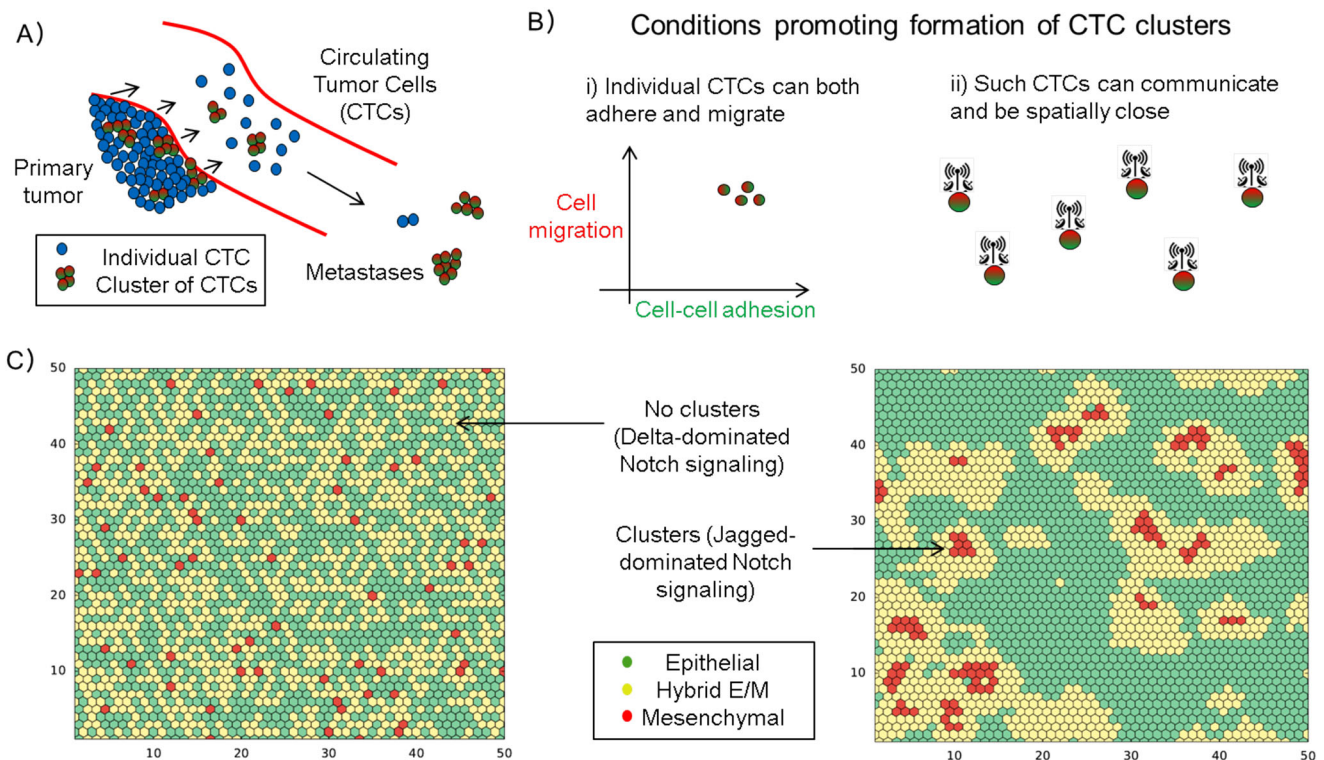 A)
Circulating
Tumor Cells
(CTCs)
Primary
tumor
Metastases
Individual CTC
Cluster of CTCs
B)
Conditions promoting formation of CTC clusters
i) Individual CTCs can both
adhere and migrate
Cell
migration
Cell-cell adhesion
ii) Such CTCs can communicate
and be spatially close
C)
50
40
30
20
10
10
20
30
40
50
No clusters
(Delta-dominated
Notch signaling)
Clusters (Jagged-
dominated Notch
signaling)
Epithelial
Hybrid E/M
Mesenchymal
50
40
30
20
10
10
20
30
40
50